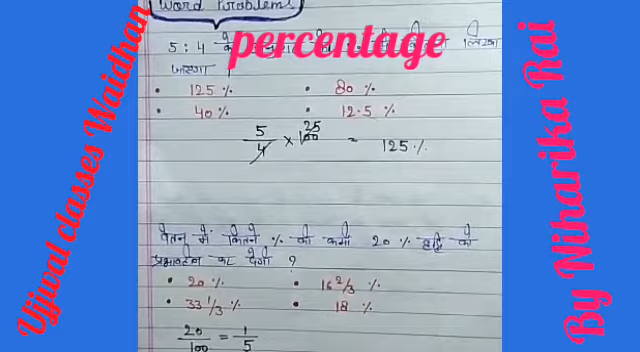 Word Problems
percentage
5 : 4 लिखा
जाएगा
• 125 % • 80 %
• 40 % • 12.5 %
5/4 × 100 25 = 125 %
वेतन में कितने % की कमी 20 % वृद्धि को
प्रभावहीन कर देगी ?
• 20 % • 16 2/3 %
• 33 1/3 % • 18 %
20/100 = 1/5
Ujjwal classes Waidhan
By Niharika Rai